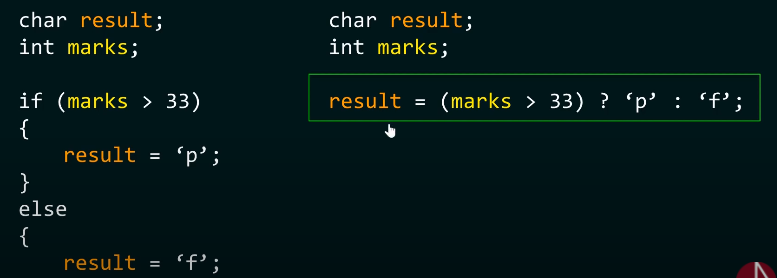 char result;
int marks;
if (marks > 33)
{
result = ‘p’;
}
else
{
result = ‘f’;
char result;
int marks;
result = (marks > 33) ? ‘p’ : ‘f’;